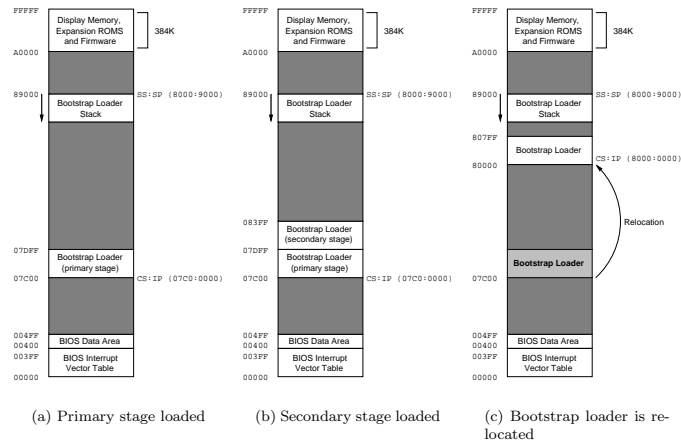 FFFFF
Display Memory,
Expansion ROMS
and Firmware
384K
A0000
89000
SS:SP (8000:9000)
Bootstrap Loader
Stack
07DFF
Bootstrap Loader
(primary stage)
07C00
CS:IP (07C0:0000)
004FF
BIOS Data Area
00400
003FF
BIOS Interrupt
Vector Table
00000
(a) Primary stage loaded
FFFFF
Display Memory,
Expansion ROMS
and Firmware
384K
A0000
89000
SS:SP (8000:9000)
Bootstrap Loader
Stack
083FF
Bootstrap Loader
(secondary stage)
07DFF
Bootstrap Loader
(primary stage)
07C00
CS:IP (07C0:0000)
004FF
BIOS Data Area
00400
003FF
BIOS Interrupt
Vector Table
00000
(b) Secondary stage loaded
FFFFF
Display Memory,
Expansion ROMS
and Firmware
384K
A0000
89000
SS:SP (8000:9000)
Bootstrap Loader
Stack
807FF
Bootstrap Loader
CS:IP (8000:0000)
80000
Relocation
Bootstrap Loader
07C00
004FF
BIOS Data Area
00400
003FF
BIOS Interrupt
Vector Table
00000
(c) Bootstrap loader is re-
located